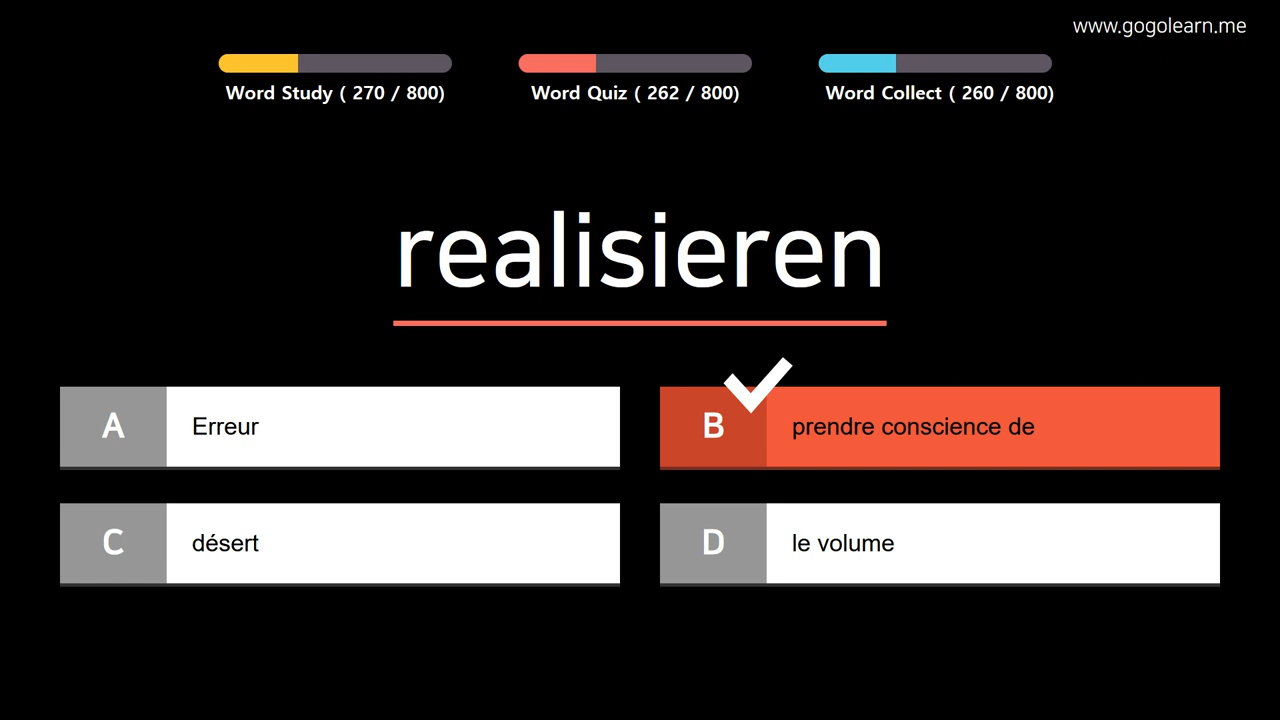 www.gogolearn.me
Word Study ( 270 / 800)
Word Quiz ( 262 / 800)
Word Collect ( 260 / 800)
realisieren
A Erreur
B prendre conscience de
C désert
D le volume